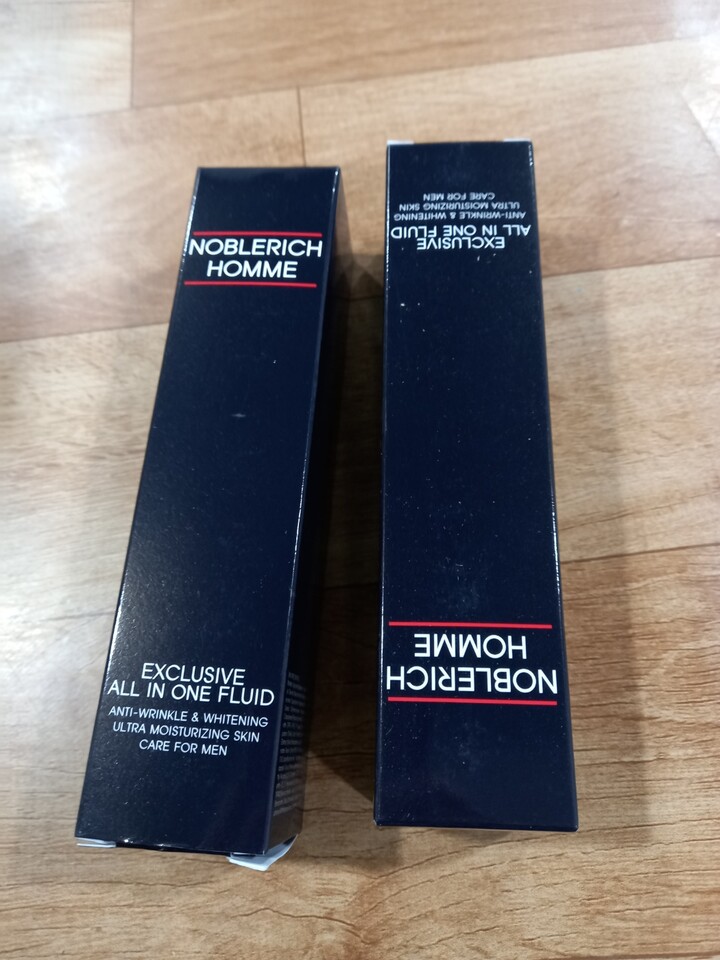 NOBLERICH
HOMME
EXCLUSIVE
ALL IN ONE FLUID
ANTI-WRINKLE & WHITENING
ULTRA MOISTURIZING SKIN
CARE FOR MEN
NOBLERICH
HOMME
EXCLUSIVE
ALL IN ONE FLUID
ANTI-WRINKLE & WHITENING
ULTRA MOISTURIZING SKIN
CARE FOR MEN